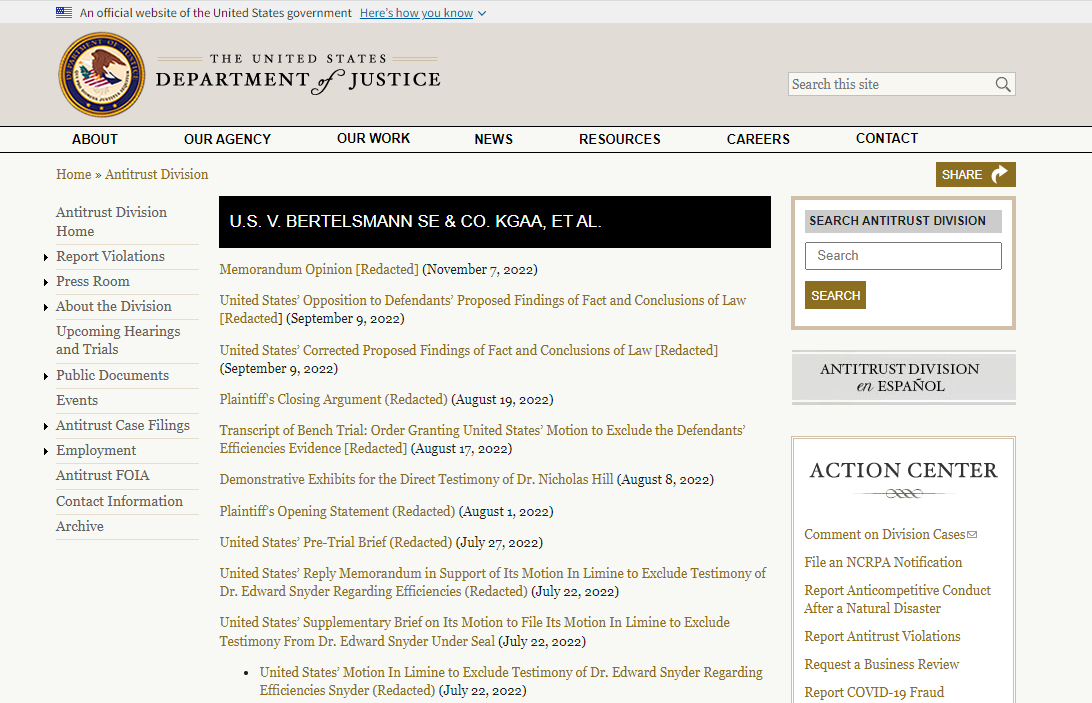 An official website of the United States government Here's how you know
THE UNITED STATES
DEPARTMENT of JUSTICE
Search this site
ABOUT OUR AGENCY OUR WORK NEWS RESOURCES CAREERS CONTACT
Home » Antitrust Division
SHARE
Antitrust Division
Home
Report Violations
Press Room
About the Division
Upcoming Hearings
and Trials
Public Documents
Events
Antitrust Case Filings
Employment
Antitrust FOIA
Contact Information
Archive
U.S. V. BERTELSMANN SE & CO. KGAA, ET AL.
Memorandum Opinion [Redacted] (November 7, 2022)
United States' Opposition to Defendants' Proposed Findings of Fact and Conclusions of Law
[Redacted] (September 9, 2022)
United States' Corrected Proposed Findings of Fact and Conclusions of Law [Redacted]
(September 9, 2022)
Plaintiff's Closing Argument (Redacted) (August 19, 2022)
Transcript of Bench Trial: Order Granting United States' Motion to Exclude the Defendants'
Efficiencies Evidence [Redacted] (August 17, 2022)
Demonstrative Exhibits for the Direct Testimony of Dr. Nicholas Hill (August 8, 2022)
Plaintiff's Opening Statement (Redacted) (August 1, 2022)
United States' Pre-Trial Brief (Redacted) (July 27, 2022)
United States' Reply Memorandum in Support of Its Motion In Limine to Exclude Testimony of
Dr. Edward Snyder Regarding Efficiencies (Redacted) (July 22, 2022)
United States' Supplementary Brief on Its Motion to File Its Motion In Limine to Exclude
Testimony From Dr. Edward Snyder Under Seal (July 22, 2022)
• United States' Motion In Limine to Exclude Testimony of Dr. Edward Snyder Regarding
Efficiencies Snyder (Redacted) (July 22, 2022)
SEARCH ANTITRUST DIVISION
Search
SEARCH
ANTITRUST DIVISION
en ESPAÑOL
ACTION CENTER
Comment on Division Cases
File an NCRPA Notification
Report Anticompetitive Conduct
After a Natural Disaster
Report Antitrust Violations
Request a Business Review
Report COVID-19 Fraud